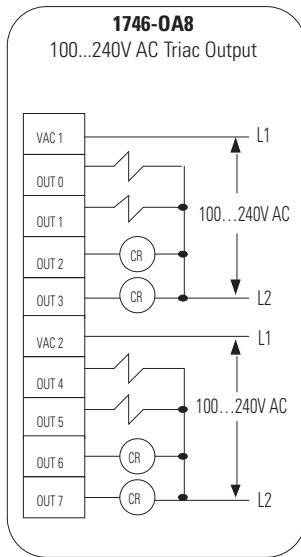 1746-OA8
100...240V AC Triac Output
VAC 1
L1
OUT 0
OUT 1
100...240V AC
OUT 2
CR
OUT 3
CR
L2
VAC 2
L1
OUT 4
OUT 5
100...240V AC
OUT 6
CR
OUT 7
CR
L2